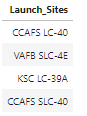 Launch_Sites
CCAFS LC-40
VAFB SLC-4E
KSC LC-39A
CCAFS SLC-40